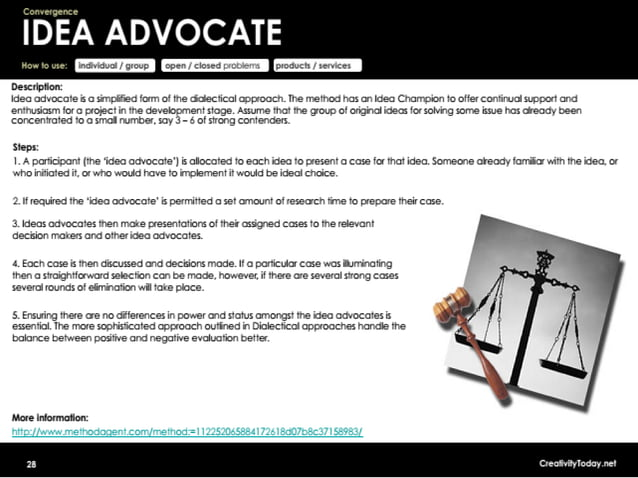 Convergence
IDEA ADVOCATE
How to use: individual / group open / closed problems products / services
Description:
Idea advocate is a simplified form of the dialectical approach. The method has an Idea Champion to offer continual support and
enthusiasm for a project in the development stage. Assume that the group of original ideas for solving some issue has already been
concentrated to a small number, say 3 – 6 of strong contenders.
Steps:
1. A participant (the 'idea advocate') is allocated to each idea to present a case for that idea. Someone already familiar with the idea, or
who initiated it, or who would have to implement it would be ideal choice.
2. If required the 'idea advocate' is permitted a set amount of research time to prepare their case.
3. Ideas advocates then make presentations of their assigned cases to the relevant
decision makers and other idea advocates.
4. Each case is then discussed and decisions made. If a particular case was illuminating
then a straightforward selection can be made, however, if there are several strong cases
several rounds of elimination will take place.
5. Ensuring there are no differences in power and status amongst the idea advocates is
essential. The more sophisticated approach outlined in Dialectical approaches handle the
balance between positive and negative evaluation better.
More information:
http://www.methodagent.com/method:=112252065884172618d07b8c37158983/
28
CreativityToday.net